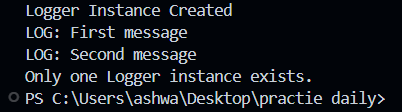 Logger Instance Created
LOG: First message
LOG: Second message
Only one Logger instance exists.
PS C:\Users\ashwa\Desktop\practie daily>